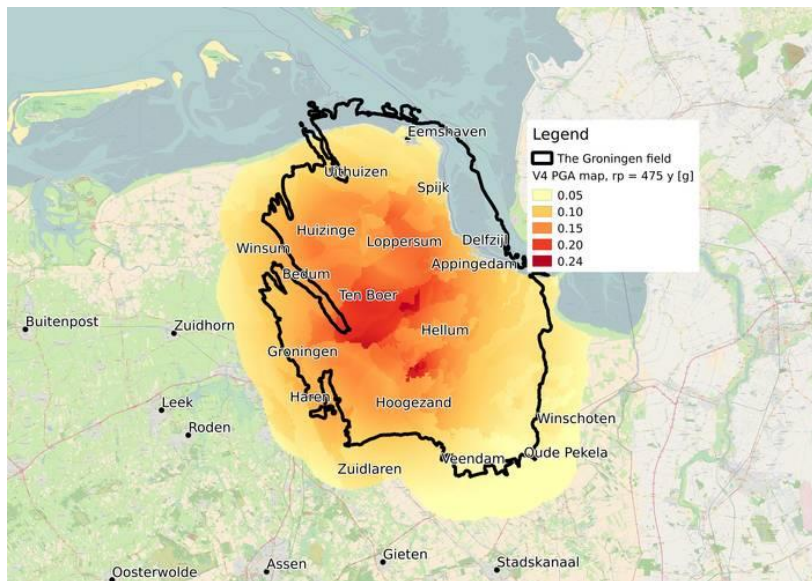 Eemshaven
Legend
The Groningen field
V4 PGA map, rp = 475 y [g]
0.05
0.10
0.15
0.20
0.24
Uithuizen
Spijk
Huizinge
Loppersum
Delfzijl
Winsum
Appingedam
Bedum
Ten Boer
Buitenpost
Zuidhorn
Hellum
Groningen
Leek
Haren
Hoogezand
Roden
Winschoten
Zuidlaren
Veendam
Oude Pekela
Oosterwolde
Assen
Gieten
Stadskanaal